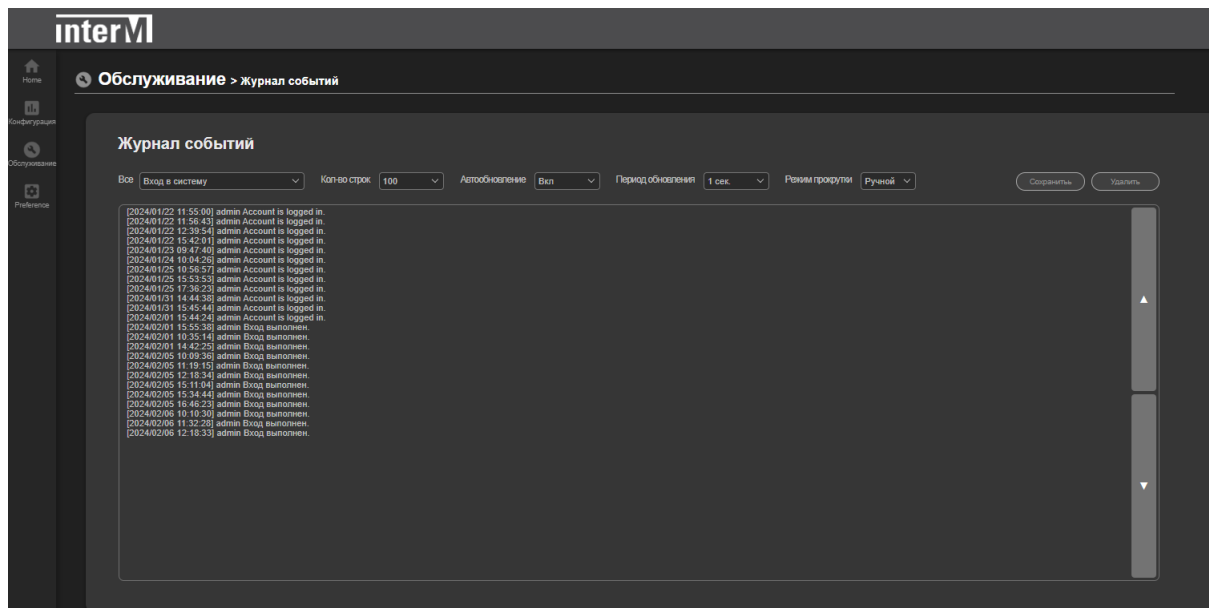 interM
Home
Обслуживание > Журнал событий
Конфигурация
Обслуживание
Preference
Журнал событий
Все Вход в систему Кол-во строк 100 Автообновление Вкл Период обновления 1 сек. Режим прокрутки Ручной Сохранитьь Удалить
[2024/01/22 11:55:00] admin Account is logged in.
[2024/01/22 11:56:43] admin Account is logged in.
[2024/01/22 12:39:54] admin Account is logged in.
[2024/01/22 15:42:01] admin Account is logged in.
[2024/01/23 09:47:40] admin Account is logged in.
[2024/01/24 10:04:26] admin Account is logged in.
[2024/01/25 10:56:57] admin Account is logged in.
[2024/01/25 15:53:53] admin Account is logged in.
[2024/01/25 17:36:23] admin Account is logged in.
[2024/01/31 14:44:38] admin Account is logged in.
[2024/01/31 15:45:44] admin Account is logged in.
[2024/02/01 15:44:24] admin Account is logged in.
[2024/02/01 15:55:38] admin Вход выполнен.
[2024/02/01 10:35:14] admin Вход выполнен.
[2024/02/01 14:42:25] admin Вход выполнен.
[2024/02/05 10:09:36] admin Вход выполнен.
[2024/02/05 11:19:15] admin Вход выполнен.
[2024/02/05 12:18:34] admin Вход выполнен.
[2024/02/05 15:11:04] admin Вход выполнен.
[2024/02/05 15:34:44] admin Вход выполнен.
[2024/02/05 16:46:23] admin Вход выполнен.
[2024/02/06 10:10:30] admin Вход выполнен.
[2024/02/06 11:32:28] admin Вход выполнен.
[2024/02/06 12:18:33] admin Вход выполнен.